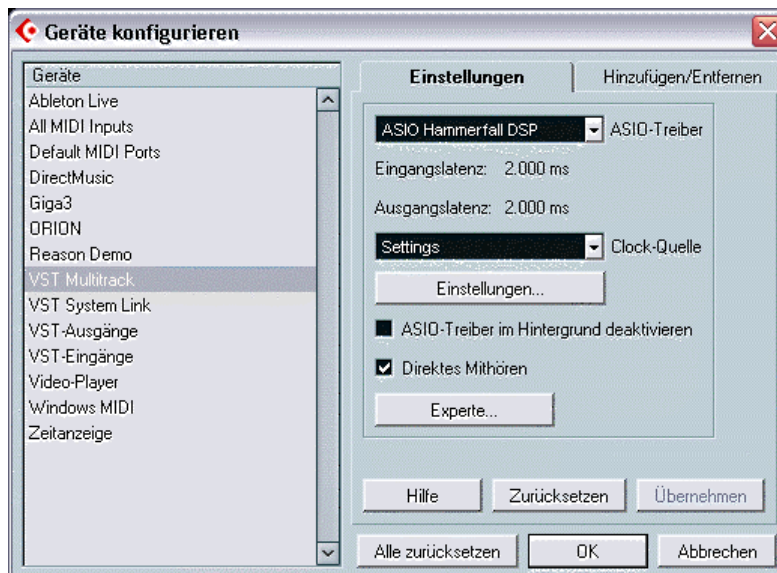 Geräte konfigurieren
Geräte
Ableton Live
All MIDI Inputs
Default MIDI Ports
DirectMusic
Giga3
ORION
Reason Demo
VST Multitrack
VST System Link
VST-Ausgänge
VST-Eingänge
Video-Player
Windows MIDI
Zeitanzeige
Einstellungen
Hinzufügen/Entfernen
ASIO Hammerfall DSP ASIO-Treiber
Eingangslatenz: 2.000 ms
Ausgangslatenz: 2.000 ms
Settings Clock-Quelle
Einstellungen...
ASIO-Treiber im Hintergrund deaktivieren
Direktes Mithören
Experte...
Hilfe Zurücksetzen Übernehmen
Alle zurücksetzen OK Abbrechen